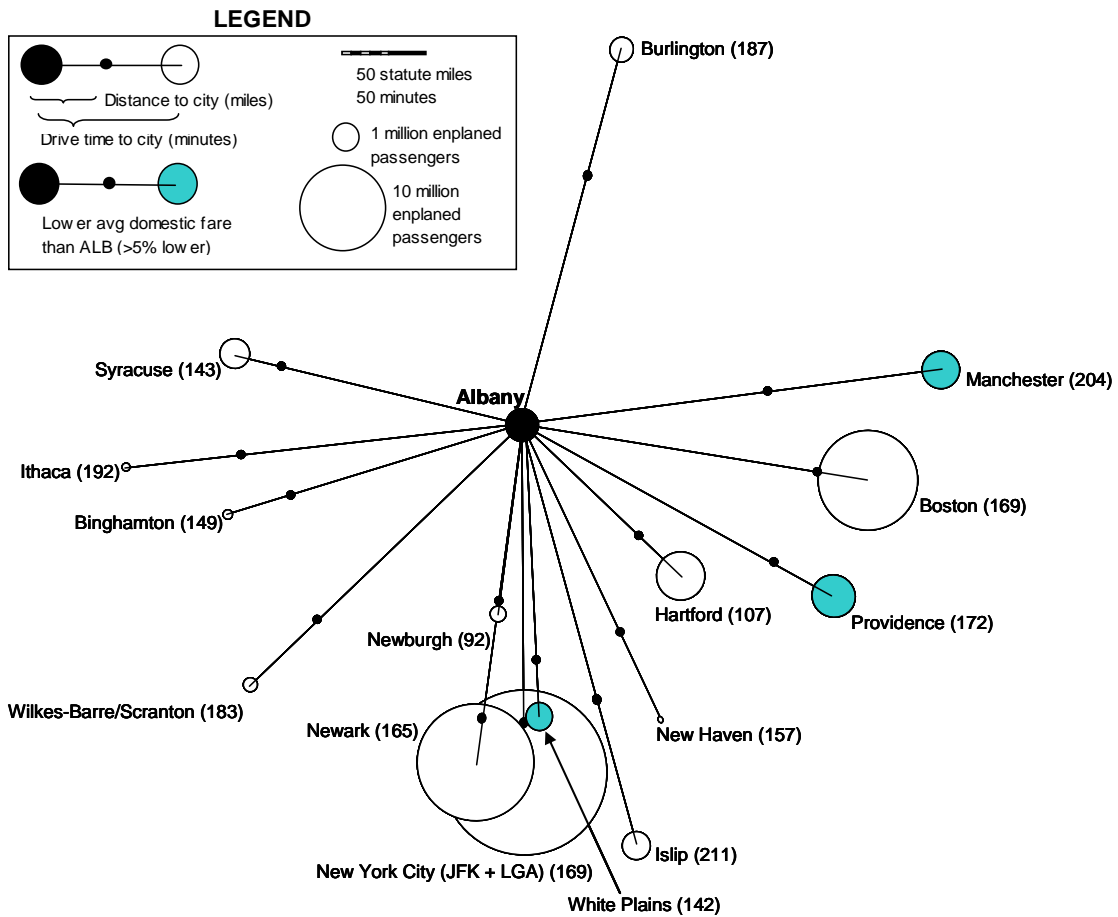 LEGEND
Distance to city (miles)
Drive time to city (minutes)
Lower avg domestic fare
than ALB (>5% lower)
50 statute miles
50 minutes
1 million enplaned
passengers
10 million
enplaned
passengers
Burlington (187)
Syracuse (143)
Albany
Manchester (204)
Ithaca (192)
Binghamton (149)
Boston (169)
Hartford (107)
Providence (172)
Newburgh (92)
Wilkes-Barre/Scranton (183)
Newark (165)
New Haven (157)
Islip (211)
New York City (JFK + LGA) (169)
White Plains (142)